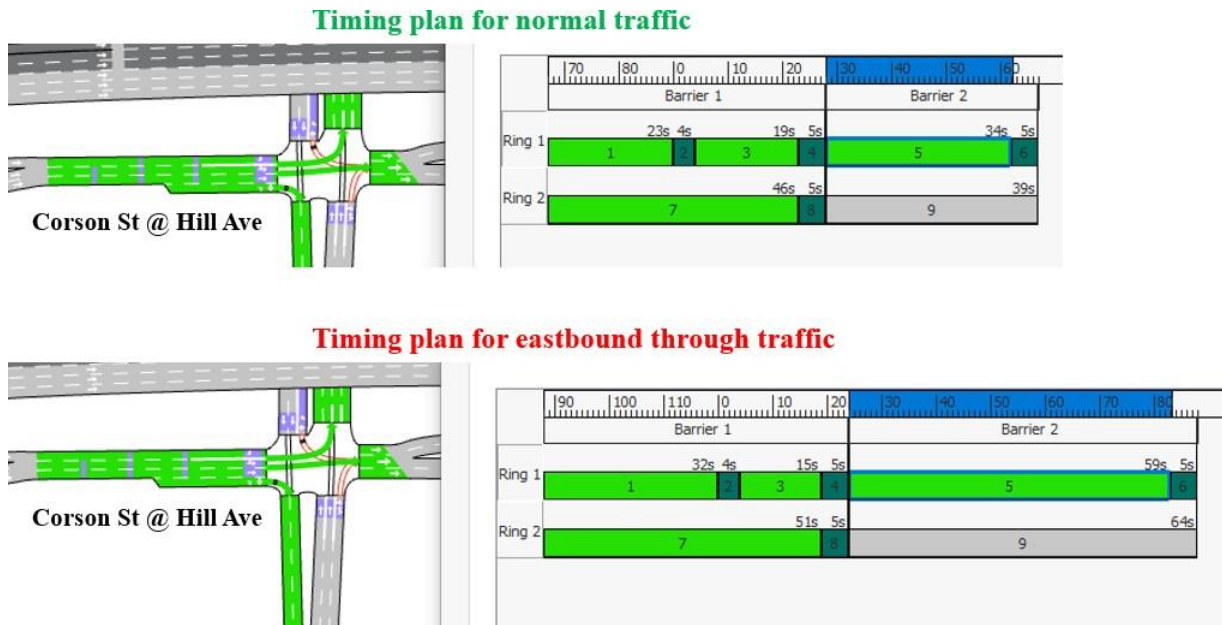 Timing plan for normal traffic
70 80 0 10 20 30 40 50 60
Barrier 1 Barrier 2
Ring 1
23s 4s 19s 5s 34s 5s
1 2 3 4 5 6
Ring 2
46s 5s 39s
7 8 9
Corson St @ Hill Ave
Timing plan for eastbound through traffic
90 100 110 0 10 20 30 40 50 60 70 80
Barrier 1 Barrier 2
Ring 1
32s 4s 15s 5s 59s 5s
1 2 3 4 5 6
Ring 2
51s 5s 64s
7 8 9
Corson St @ Hill Ave